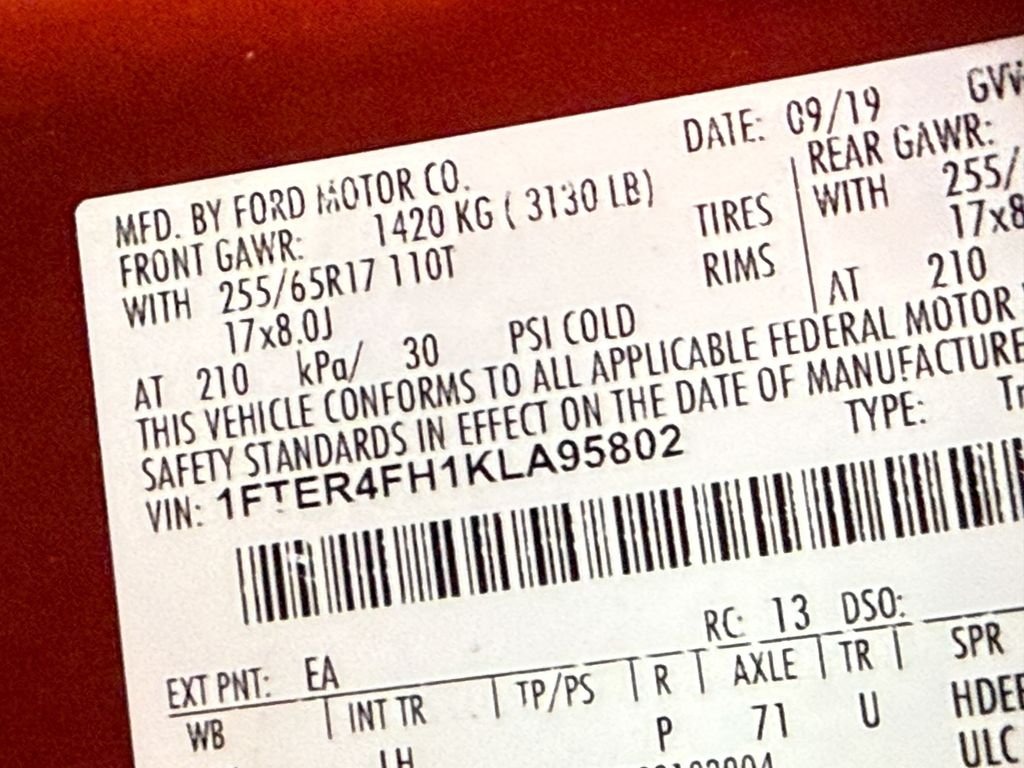 MFD. BY FORD MOTOR CO.
DATE: 09/19
FRONT GAWR: 1420 KG ( 3130 LB)
REAR GAWR:
WITH 255/65R17 110T TIRES
WITH 255/
17x8.0J RIMS
17x8
AT 210 kPa/ 30 PSI COLD
AT 210
THIS VEHICLE CONFORMS TO ALL APPLICABLE FEDERAL MOTOR
SAFETY STANDARDS IN EFFECT ON THE DATE OF MANUFACTURE
VIN: 1FTER4FH1KLA95802
TYPE:
EXT PNT: EA
RC: 13 DSO:
WB | INT TR | TP/PS | R | AXLE | TR | SPR
LH P 71 U HDEE
ULC